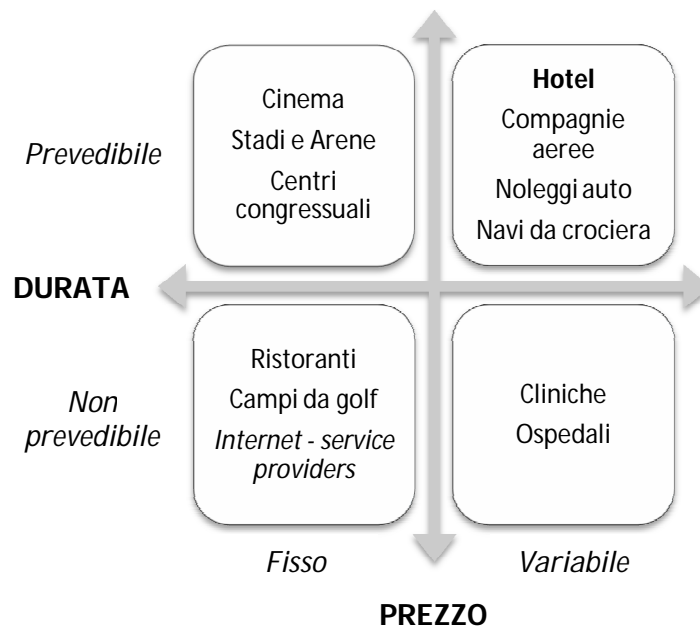 Cinema
Stadi e Arene
Centri
congressuali
Hotel
Compagnie
aeree
Noleggi auto
Navi da crociera
Prevedibile
DURATA
Non
prevedibile
Ristoranti
Campi da golf
Internet - service
providers
Cliniche
Ospedali
Fisso
Variabile
PREZZO